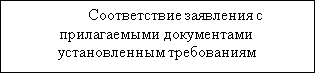 Соответствие заявления с
прилагаемыми документами
установленным требованиям